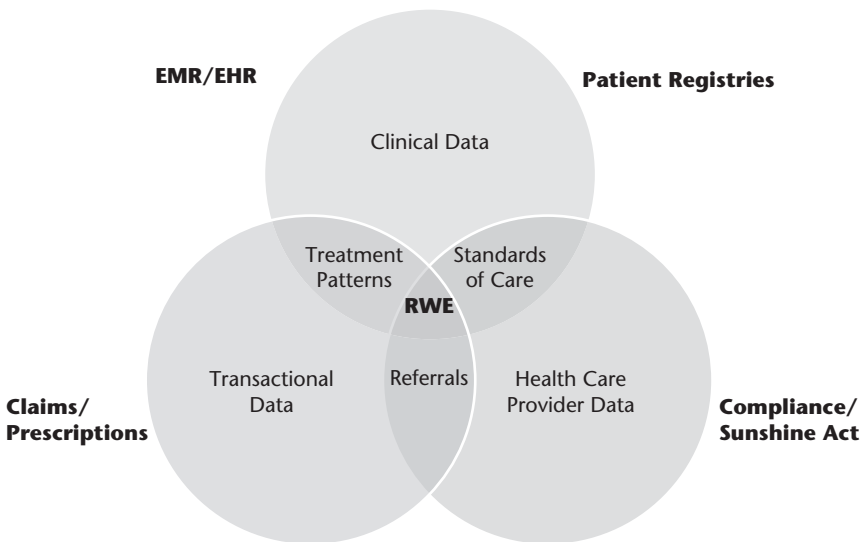 EMR/EHR
Patient Registries
Clinical Data
Treatment
Patterns
Standards
of Care
RWE
Transactional
Data
Referrals
Health Care
Provider Data
Claims/
Prescriptions
Compliance/
Sunshine Act